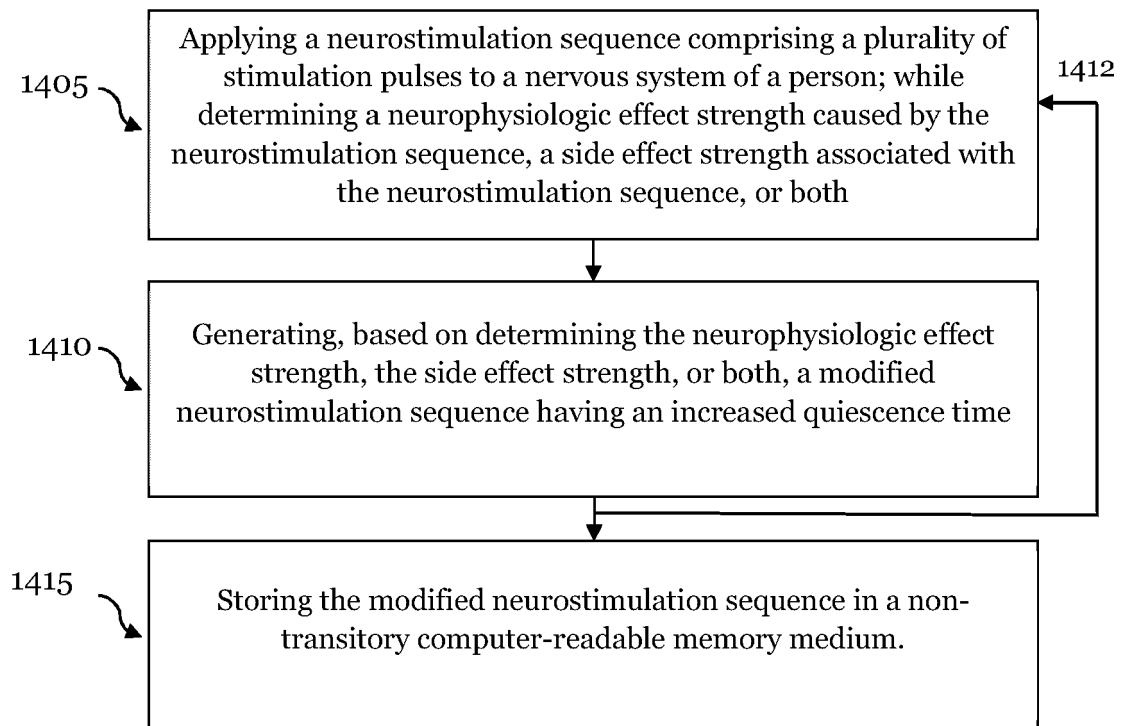 Applying a neurostimulation sequence comprising a plurality of
1412
1405
stimulation pulses to a nervous system of a person; while
determining a neurophysiologic effect strength caused by the
neurostimulation sequence, a side effect strength associated with
the neurostimulation sequence, or both
1410
Generating, based on determining the neurophysiologic effect
strength, the side effect strength, or both, a modified
neurostimulation sequence having an increased quiescence time
1415
Storing the modified neurostimulation sequence in a non-
transitory computer-readable memory medium.